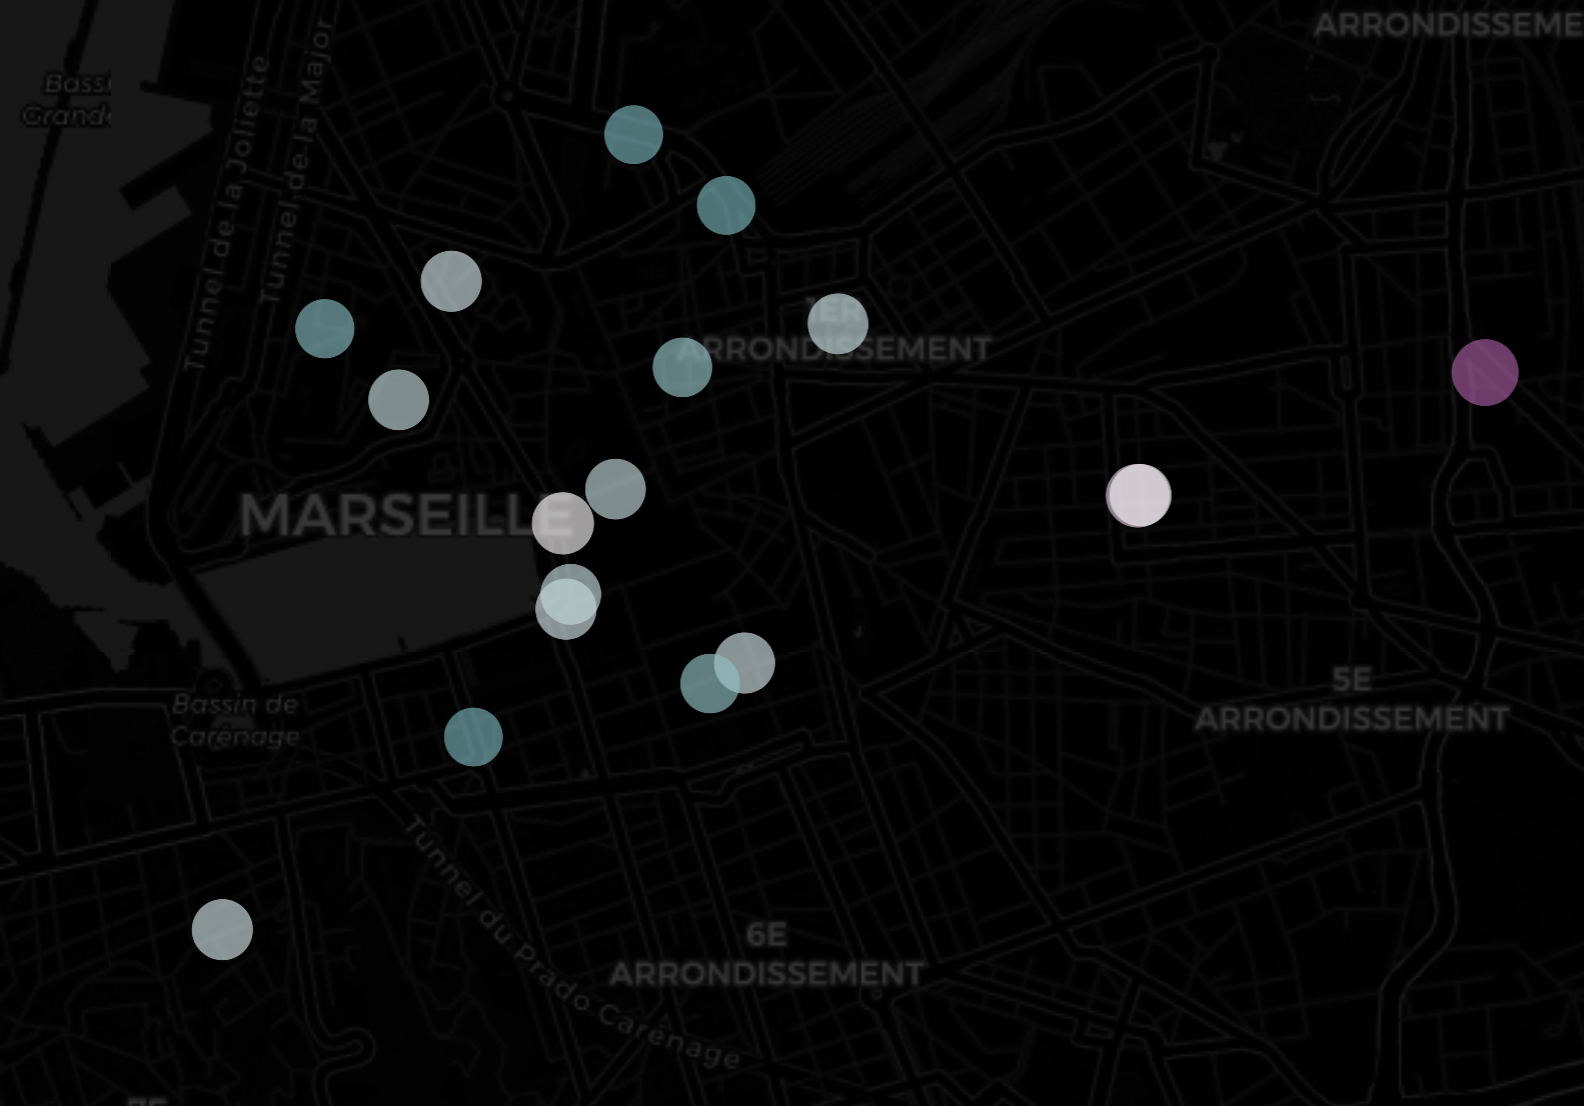 ARRONDISSEME
Bassi
Grande
Tunnel de la Joliette
Tunnel de la Major
1ER
ARRONDISSEMENT
MARSEILLE
5E
ARRONDISSEMENT
Bassin de
Carénage
Tunnel du Prado Carénage
6E
ARRONDISSEMENT
7E